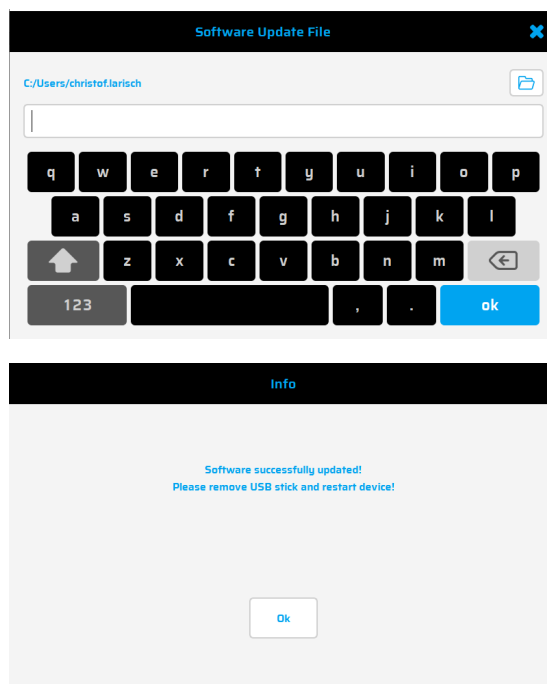 Software Update File
C:/Users/christof.larisch
q w e r t y u i o p
a s d f g h j k l
z x c v b n m
123 , . ok
Info
Software successfully updated!
Please remove USB stick and restart device!
Ok